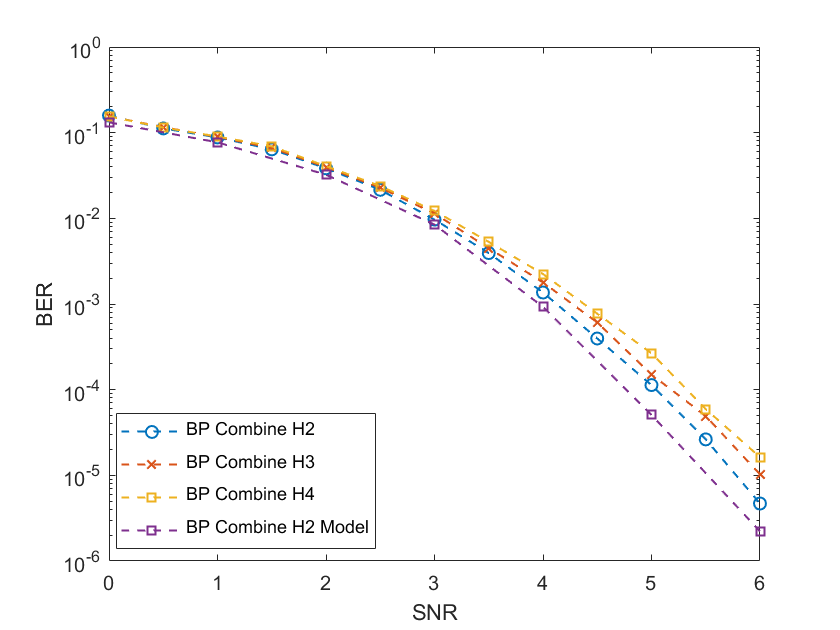 10^0
10^-1
10^-2
10^-3
10^-4
10^-5
10^-6
BER
BP Combine H2
BP Combine H3
BP Combine H4
BP Combine H2 Model
0 1 2 3 4 5 6
SNR